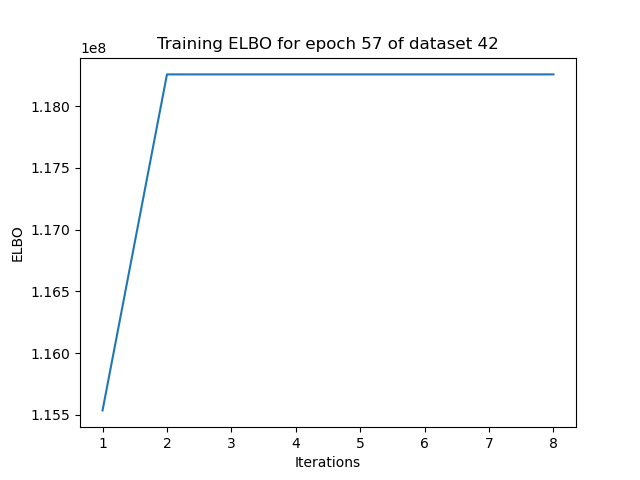 Training ELBO for epoch 57 of dataset 42
1e8
1.180
1.175
1.170
1.165
1.160
1.155
ELBO
1 2 3 4 5 6 7 8
Iterations